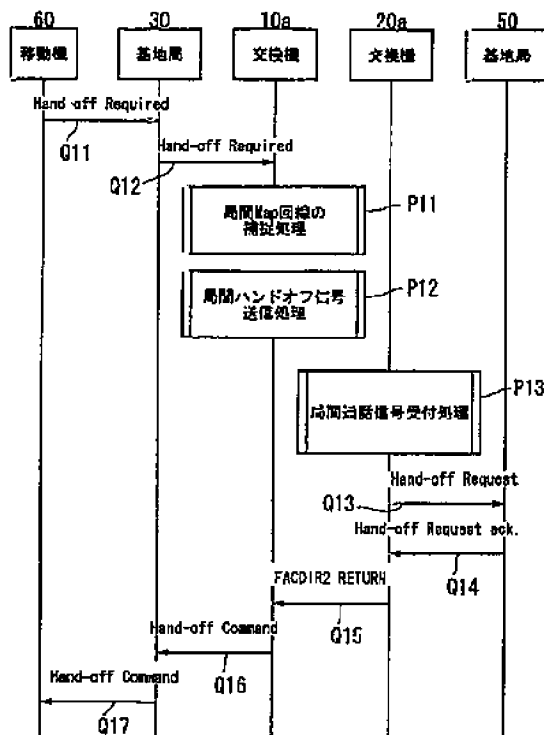 60 30 10a 20a 50
移動機 基地局 交換機 交換機 基地局
Hand-off Required
Q11
Hand-off Required
Q12
局間Map回線の
捕捉処理
P11
局間ハンドオフ信号
送信処理
P12
局間通話信号受付処理
P13
Hand-off Request
Q13
Hand-off Request ack.
Q14
FACDIR2 RETURN
Q15
Hand-off Command
Q16
Hand-off Command
Q17